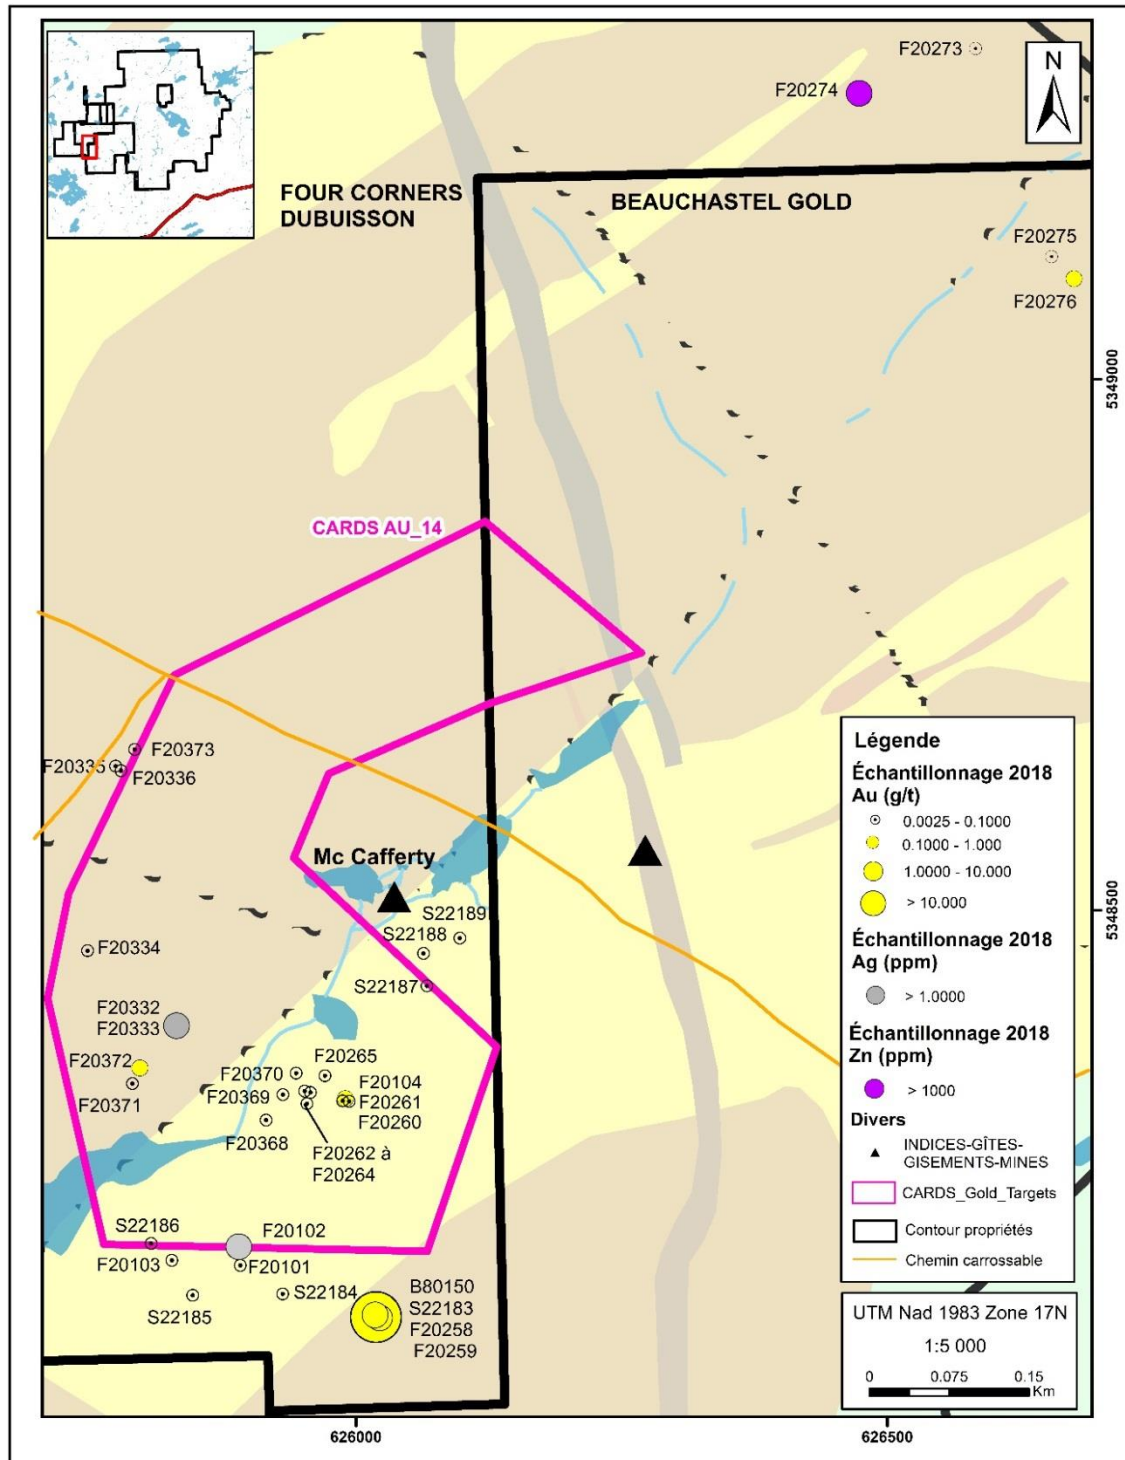 F20273
F20274
N
FOUR CORNERS
DUBUISSON
BEAUCHASTEL GOLD
F20275
F20276
5349000
CARDS AU_14
F20373
F20335
F20336
Mc Cafferty
S22189
S22188
S22187
5348500
F20334
F20332
F20333
F20372
F20371
F20265
F20370
F20369
F20368
F20104
F20261
F20260
F20262 à
F20264
S22186
F20102
F20103
F20101
S22185
S22184
B80150
S22183
F20258
F20259
Légende
Échantillonnage 2018
Au (g/t)
0.0025 - 0.1000
0.1000 - 1.000
1.0000 - 10.000
> 10.000
Échantillonnage 2018
Ag (ppm)
> 1.0000
Échantillonnage 2018
Zn (ppm)
> 1000
Divers
INDICES-GÎTES-
GISEMENTS-MINES
CARDS_Gold_Targets
Contour propriétés
Chemin carrossable
UTM Nad 1983 Zone 17N
1:5 000
0 0.075 0.15
Km
626000
626500